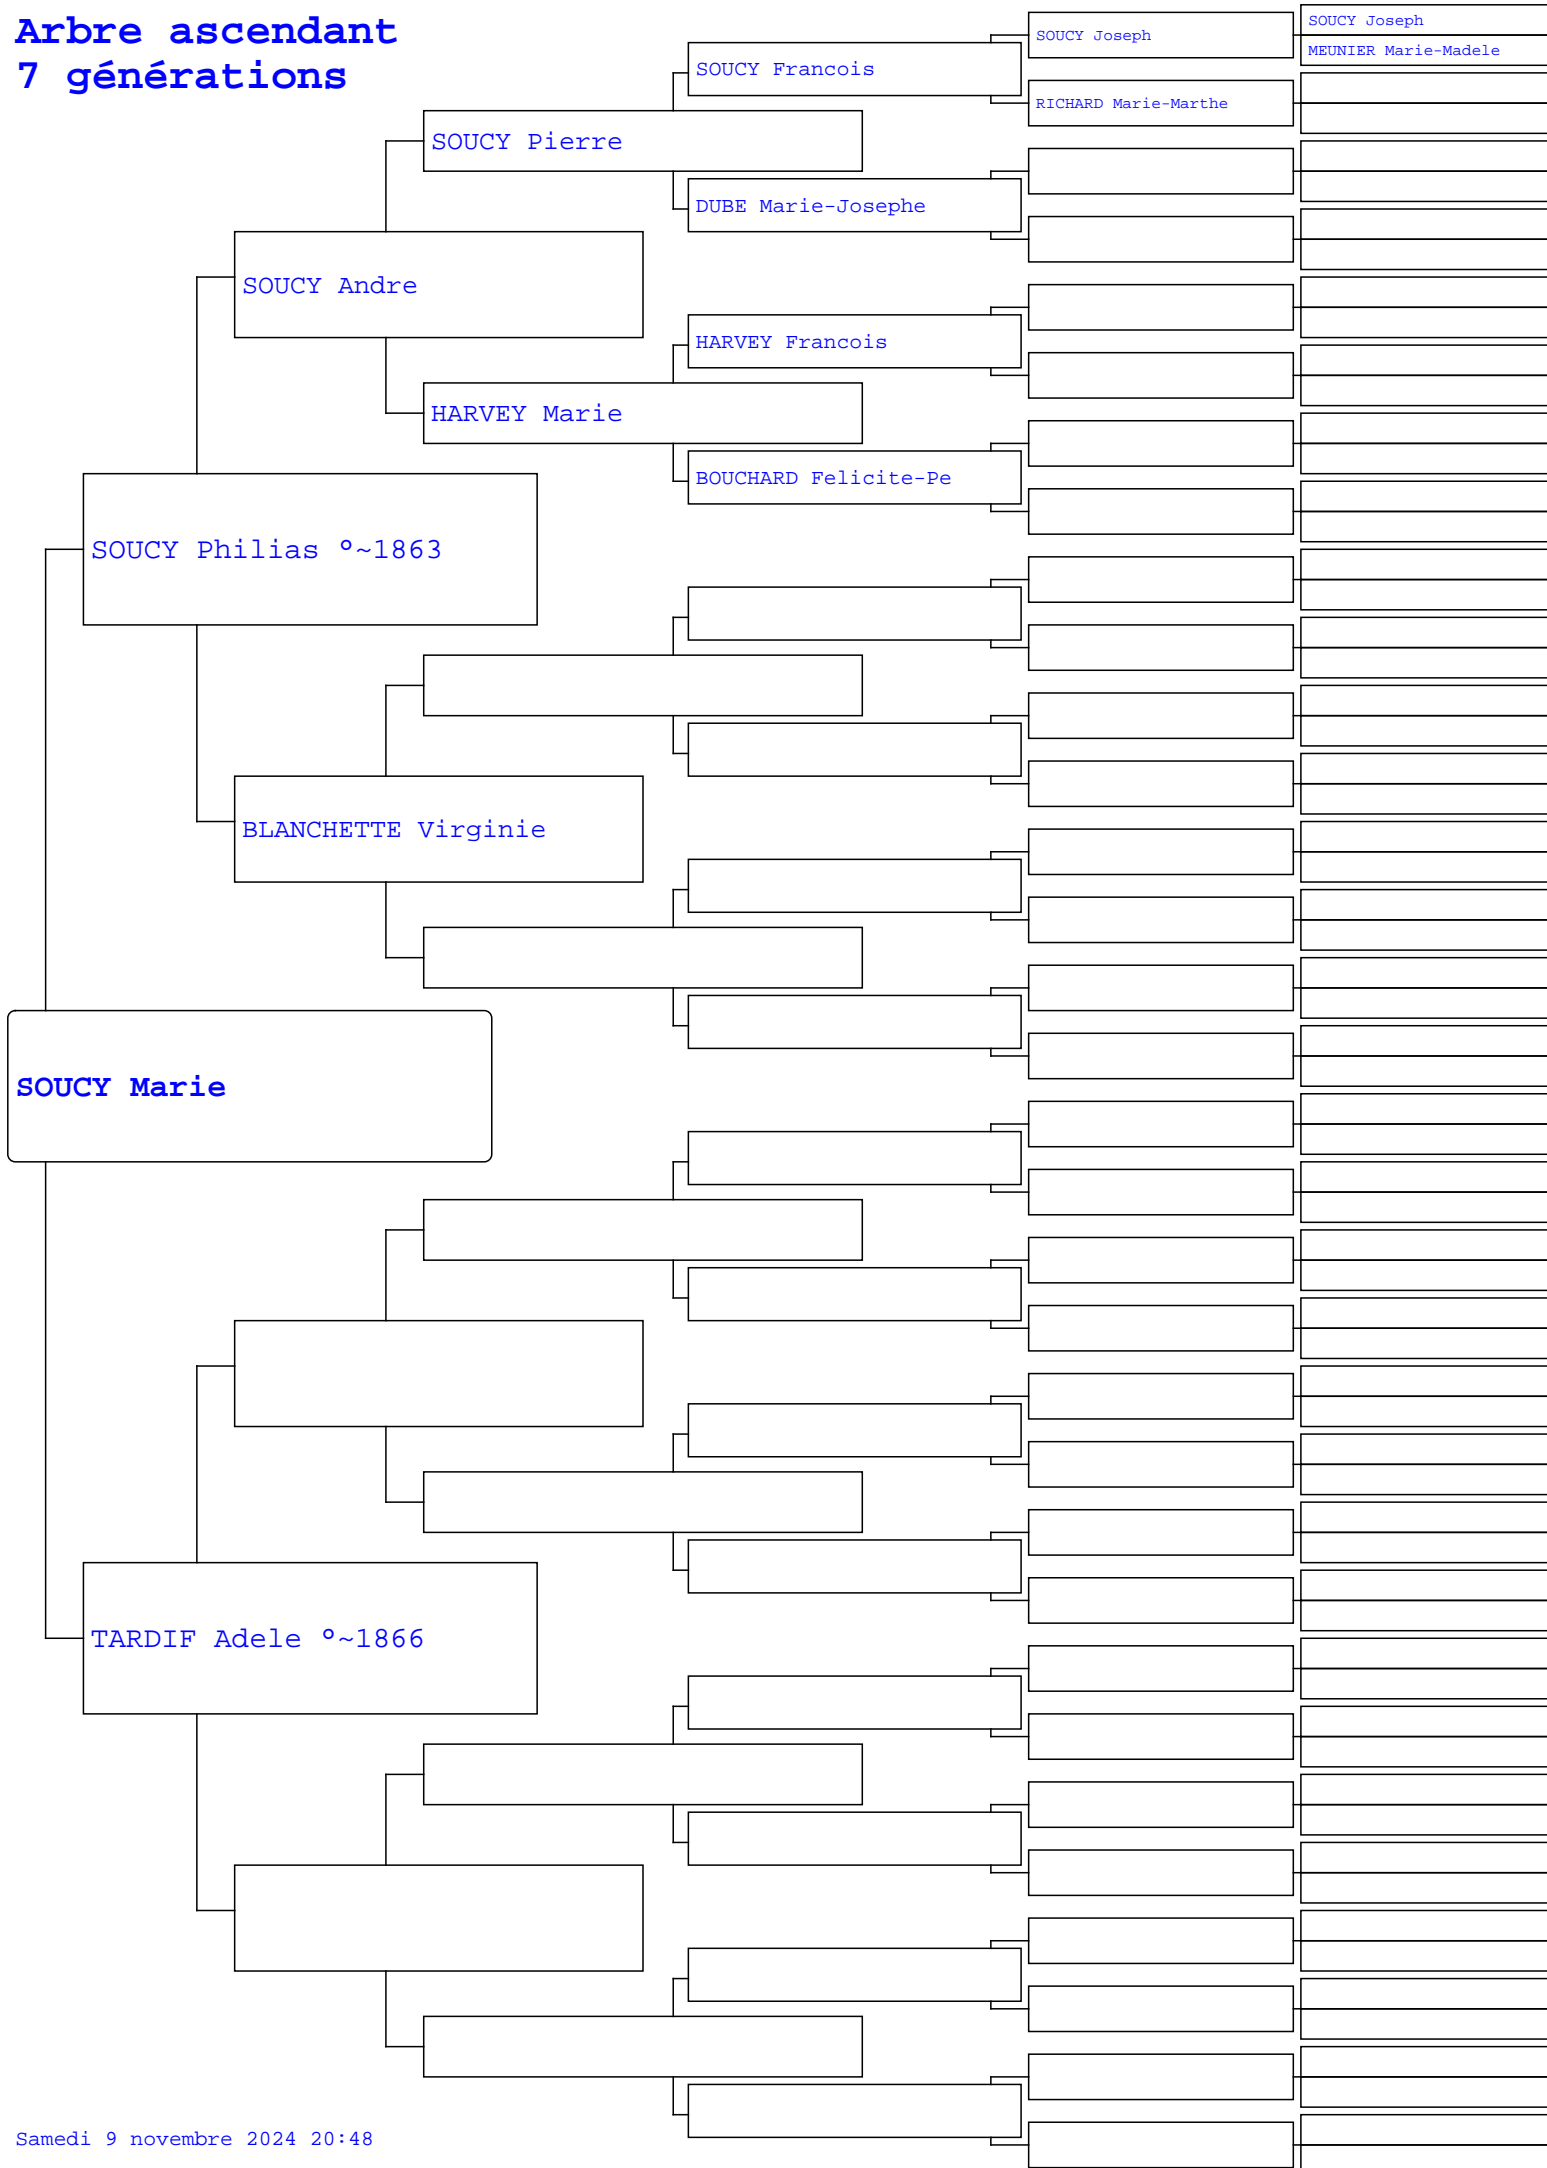 Arbre ascendant
7 générations
SOUCY Joseph
MEUNIER Marie-Madele
SOUCY Joseph
RICHARD Marie-Marthe
SOUCY Francois
SOUCY Pierre
DUBE Marie-Josephe
SOUCY Andre
HARVEY Francois
HARVEY Marie
BOUCHARD Felicite-Pe
SOUCY Philias °~1863
BLANCHETTE Virginie
SOUCY Marie
TARDIF Adele °~1866
Samedi 9 novembre 2024 20:48